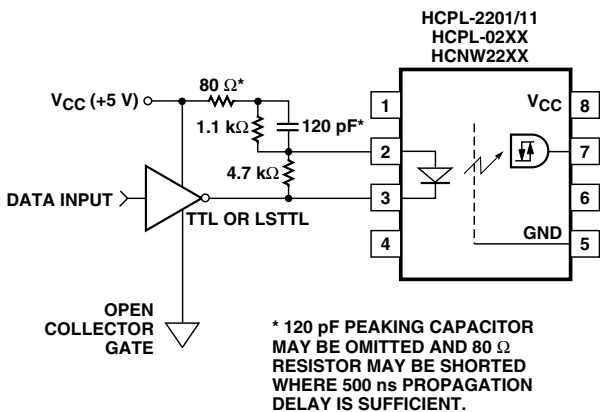 HCPL-2201/11
HCPL-02XX
HCNW22XX
80 Ω*
VCC (+5 V)
1.1 kΩ
120 pF*
4.7 kΩ
DATA INPUT
TTL OR LSTTL
OPEN
COLLECTOR
GATE
1
2
3
4
VCC 8
7
6
GND 5
* 120 pF PEAKING CAPACITOR
MAY BE OMITTED AND 80 Ω
RESISTOR MAY BE SHORTED
WHERE 500 ns PROPAGATION
DELAY IS SUFFICIENT.